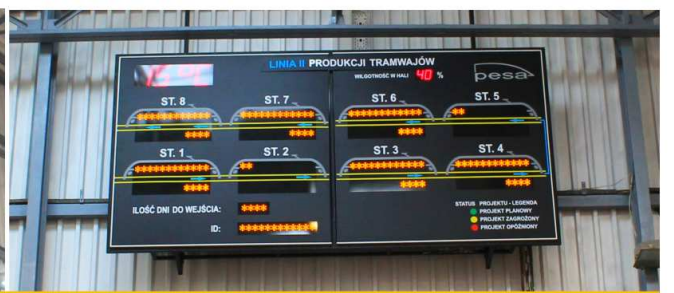 LINIA II PRODUKCJI TRAMWAJÓW
WILGOTNOŚĆ W HALI 40 %
pesa
ST. 8
ST. 7
ST. 6
ST. 5
ST. 1
ST. 2
ST. 3
ST. 4
ILOŚĆ DNI DO WEJŚCIA: ****
ID:
STATUS PROJEKTU - LEGENDA
PROJEKT PLANOWY
PROJEKT ZAGROŻONY
PROJEKT OPÓŹNIONY